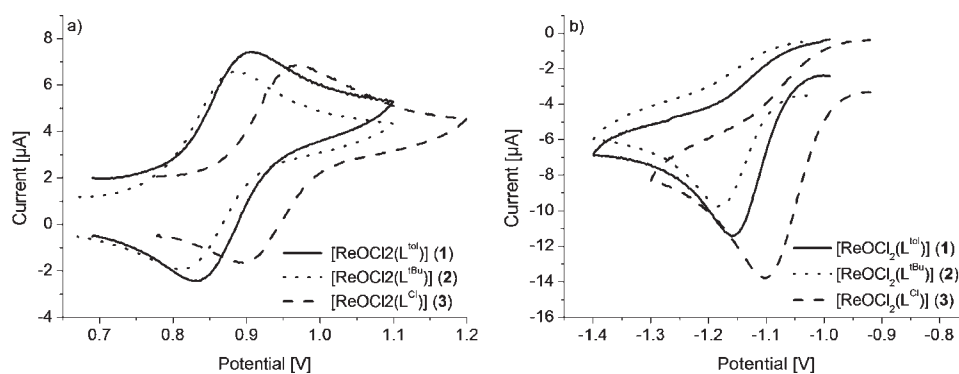 a)
8
6
4
2
0
-2
-4
Current [µA]
[ReOCl2(L^tol)] (1)
[ReOCl2(L^tBu)] (2)
[ReOCl2(L^Cl)] (3)
0.7 0.8 0.9 1.0 1.1 1.2
Potential [V]
b)
0
-2
-4
-6
-8
-10
-12
-14
-16
Current [µA]
[ReOCl₂(L^tol)] (1)
[ReOCl₂(L^tBu)] (2)
[ReOCl₂(L^Cl)] (3)
-1.4 -1.3 -1.2 -1.1 -1.0 -0.9 -0.8
Potential [V]